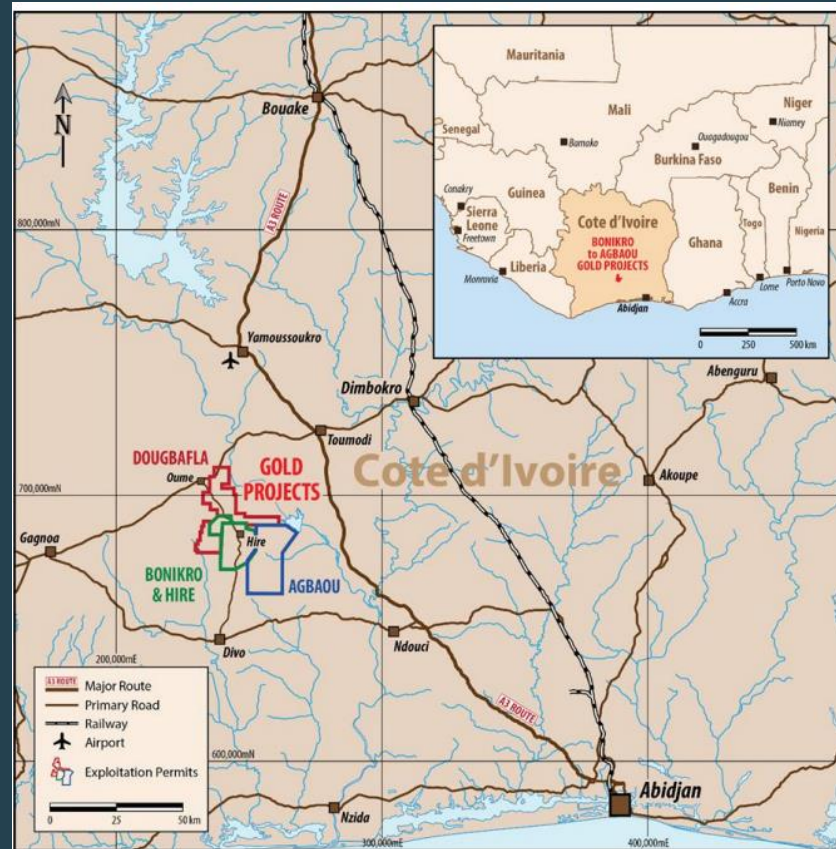 N
Bouake
A3 ROUTE
800,000mN
Yamoussoukro
Dimbokro
Abenguru
Toumodi
Cote d'Ivoire
DOUGBAFLA
Oume
GOLD
PROJECTS
700,000mN
Akoupe
Gagnoa
Hire
BONIKRO
& HIRE
AGBAOU
Divo
Ndouci
200,000mE
A3 ROUTE
600,000mN
Abidjan
Nzida
300,000mE
400,000mE
Mauritania
Mali
Niger
Niamey
Senegal
Bamako
Ouagadougou
Burkina Faso
Guinea
Benin
Conakry
Sierra
Leone
Freetown
Cote d'Ivoire
BONIKRO
to AGBAOU
GOLD PROJECTS
Ghana
Togo
Nigeria
Liberia
Monrovia
Abidjan
Accra
Lome
Porto Novo
0 250 500 km
A3 ROUTE Major Route
Primary Road
Railway
Airport
Exploitation Permits
0 25 50 km